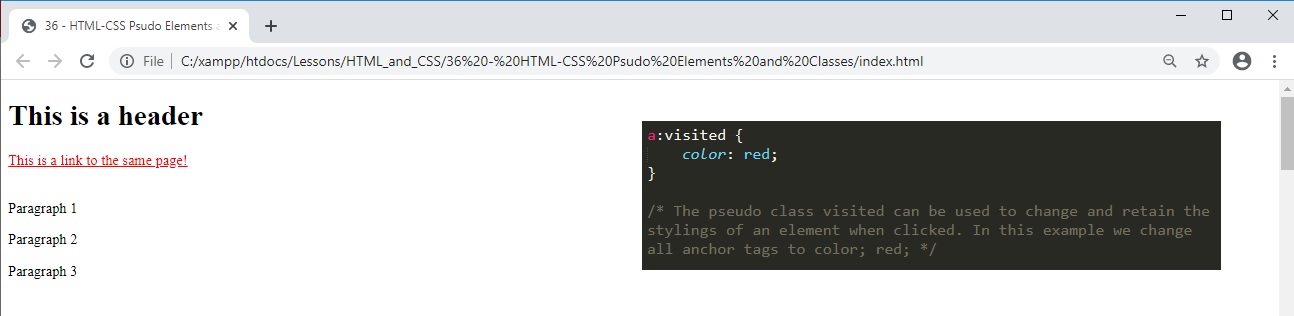 36 - HTML-CSS Psudo Elements a
File
C:/xampp/htdocs/Lessons/HTML_and_CSS/36%20-%20HTML-CSS%20Psudo%20Elements%20and%20Classes/index.html
This is a header
This is a link to the same page!
Paragraph 1
Paragraph 2
Paragraph 3
a:visited {
color: red;
}
/* The pseudo class visited can be used to change and retain the
stylings of an element when clicked. In this example we change
all anchor tags to color; red; */